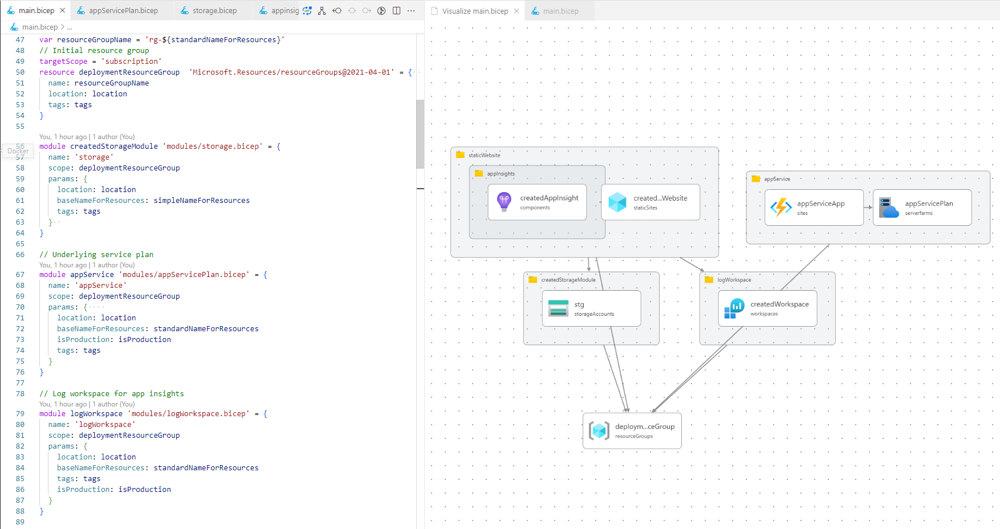 main.bicep
appServicePlan.bicep
storage.bicep
appinsig
Visualize main.bicep
main.bicep
main.bicep > ...
47 var resourceGroupName = 'rg-${standardNameForResources}'
48 // Initial resource group
49 targetScope = 'subscription'
50 resource deploymentResourceGroup  'Microsoft.Resources/resourceGroups@2021-04-01' = {
51 name: resourceGroupName
52 location: location
53 tags: tags
54 }
55
You, 1 hour ago | 1 author (You)
56 module createdStorageModule 'modules/storage.bicep' = {
Docker
57 name: 'storage'
58 scope: deploymentResourceGroup
59 params: {
60 location: location
61 baseNameForResources: simpleNameForResources
62 tags: tags
63 }
64 }
65
66 // Underlying service plan
You, 1 hour ago | 1 author (You)
67 module appService 'modules/appServicePlan.bicep' = {
68 name: 'appService'
69 scope: deploymentResourceGroup
70 params: {
71 location: location
72 baseNameForResources: standardNameForResources
73 isProduction: isProduction
74 tags: tags
75 }
76 }
77
78 // Log workspace for app insights
You, 1 hour ago | 1 author (You)
79 module logWorkspace 'modules/logWorkspace.bicep' = {
80 name: 'logWorkspace'
81 scope: deploymentResourceGroup
82 params: {
83 location: location
84 baseNameForResources: standardNameForResources
85 tags: tags
86 isProduction: isProduction
87 }
88 }
89
staticWebsite
appInsights
createdAppInsight
components
created...Website
staticSites
appService
appServiceApp
sites
appServicePlan
serverfarms
createdStorageModule
stg
storageAccounts
logWorkspace
createdWorkspace
workspaces
deploym...ceGroup
resourceGroups